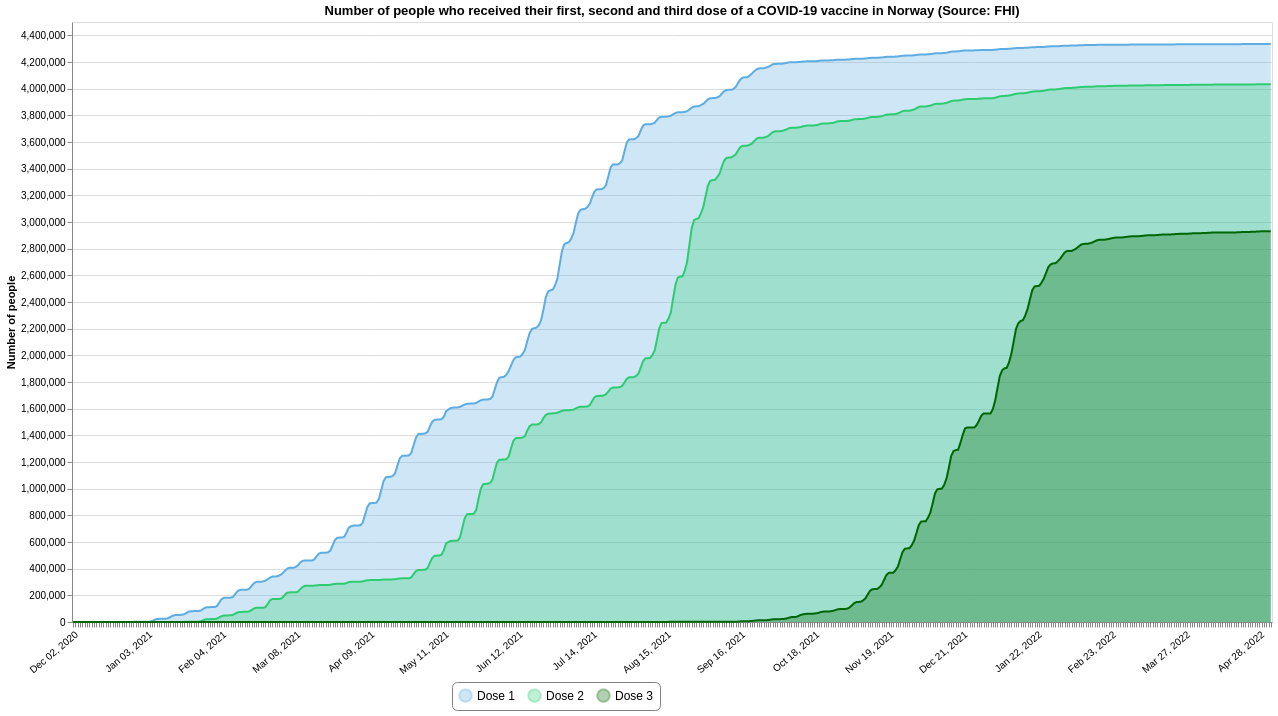 Number of people who received their first, second and third dose of a COVID-19 vaccine in Norway (Source: FHI)
Number of people
4,400,000
4,200,000
4,000,000
3,800,000
3,600,000
3,400,000
3,200,000
3,000,000
2,800,000
2,600,000
2,400,000
2,200,000
2,000,000
1,800,000
1,600,000
1,400,000
1,200,000
1,000,000
800,000
600,000
400,000
200,000
0
Dec 02, 2020
Jan 03, 2021
Feb 04, 2021
Mar 08, 2021
Apr 09, 2021
May 11, 2021
Jun 12, 2021
Jul 14, 2021
Aug 15, 2021
Sep 16, 2021
Oct 18, 2021
Nov 19, 2021
Dec 21, 2021
Jan 22, 2022
Feb 23, 2022
Mar 27, 2022
Apr 28, 2022
Dose 1 Dose 2 Dose 3